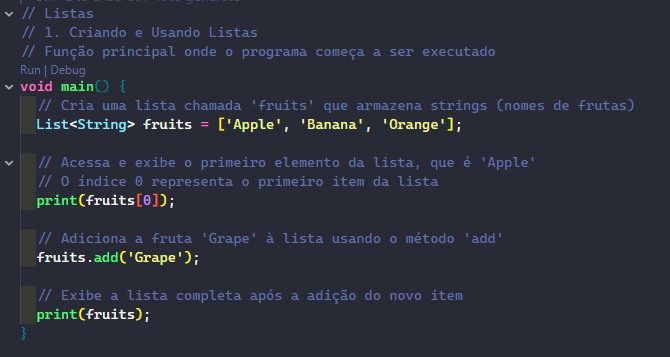 // Listas
// 1. Criando e Usando Listas
// Função principal onde o programa começa a ser executado
Run | Debug
void main() {
// Cria uma lista chamada 'fruits' que armazena strings (nomes de frutas)
List<String> fruits = ['Apple', 'Banana', 'Orange'];
// Acessa e exibe o primeiro elemento da lista, que é 'Apple'
// O índice 0 representa o primeiro item da lista
print(fruits[0]);
// Adiciona a fruta 'Grape' à lista usando o método 'add'
fruits.add('Grape');
// Exibe a lista completa após a adição do novo item
print(fruits);
}